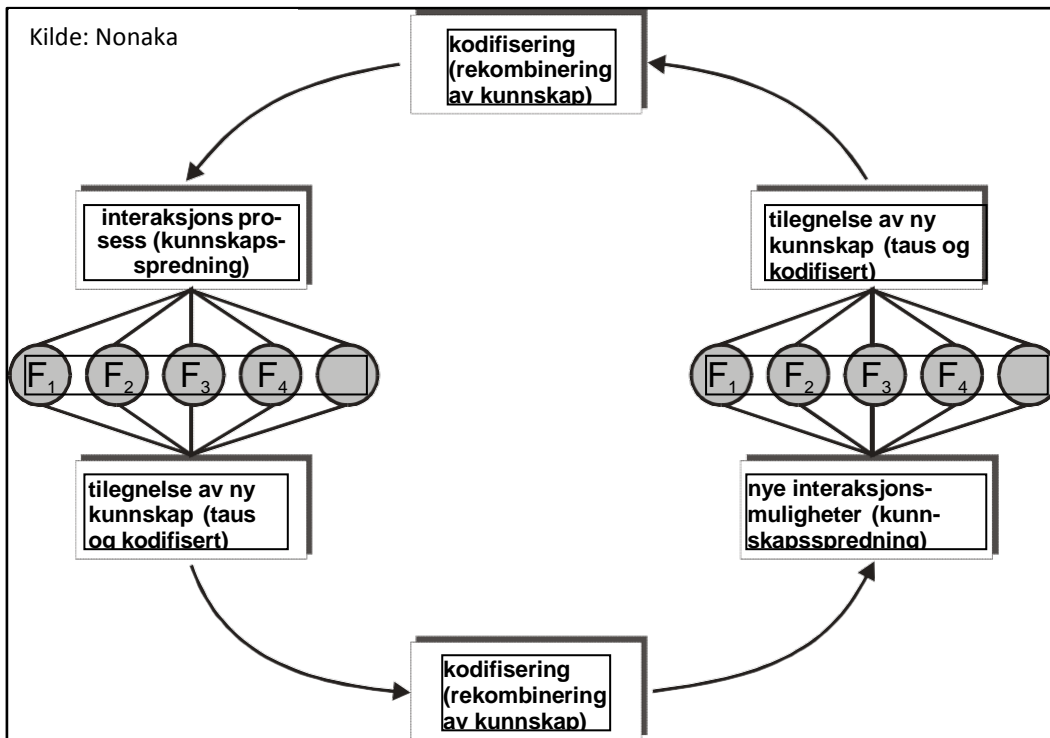 Kilde: Nonaka
kodifisering
(rekombinering
av kunnskap)
interaksjons pro-
sess (kunnskaps-
spredning)
tilegnelse av ny
kunnskap (taus og
kodifisert)
F1 F2 F3 F4
F1 F2 F3 F4
tilegnelse av ny
kunnskap (taus
og kodifisert)
nye interaksjons-
muligheter (kunn-
skapsspredning)
kodifisering
(rekombinering
av kunnskap)